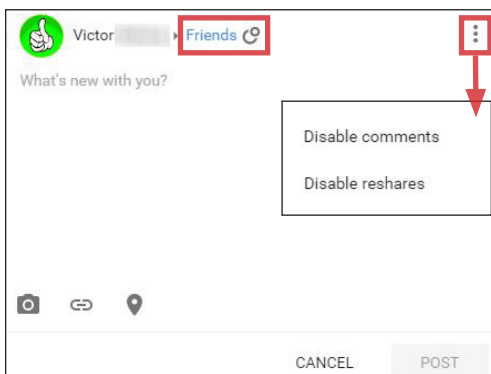 Victor Friends
What's new with you?
Disable comments
Disable reshares
CANCEL POST